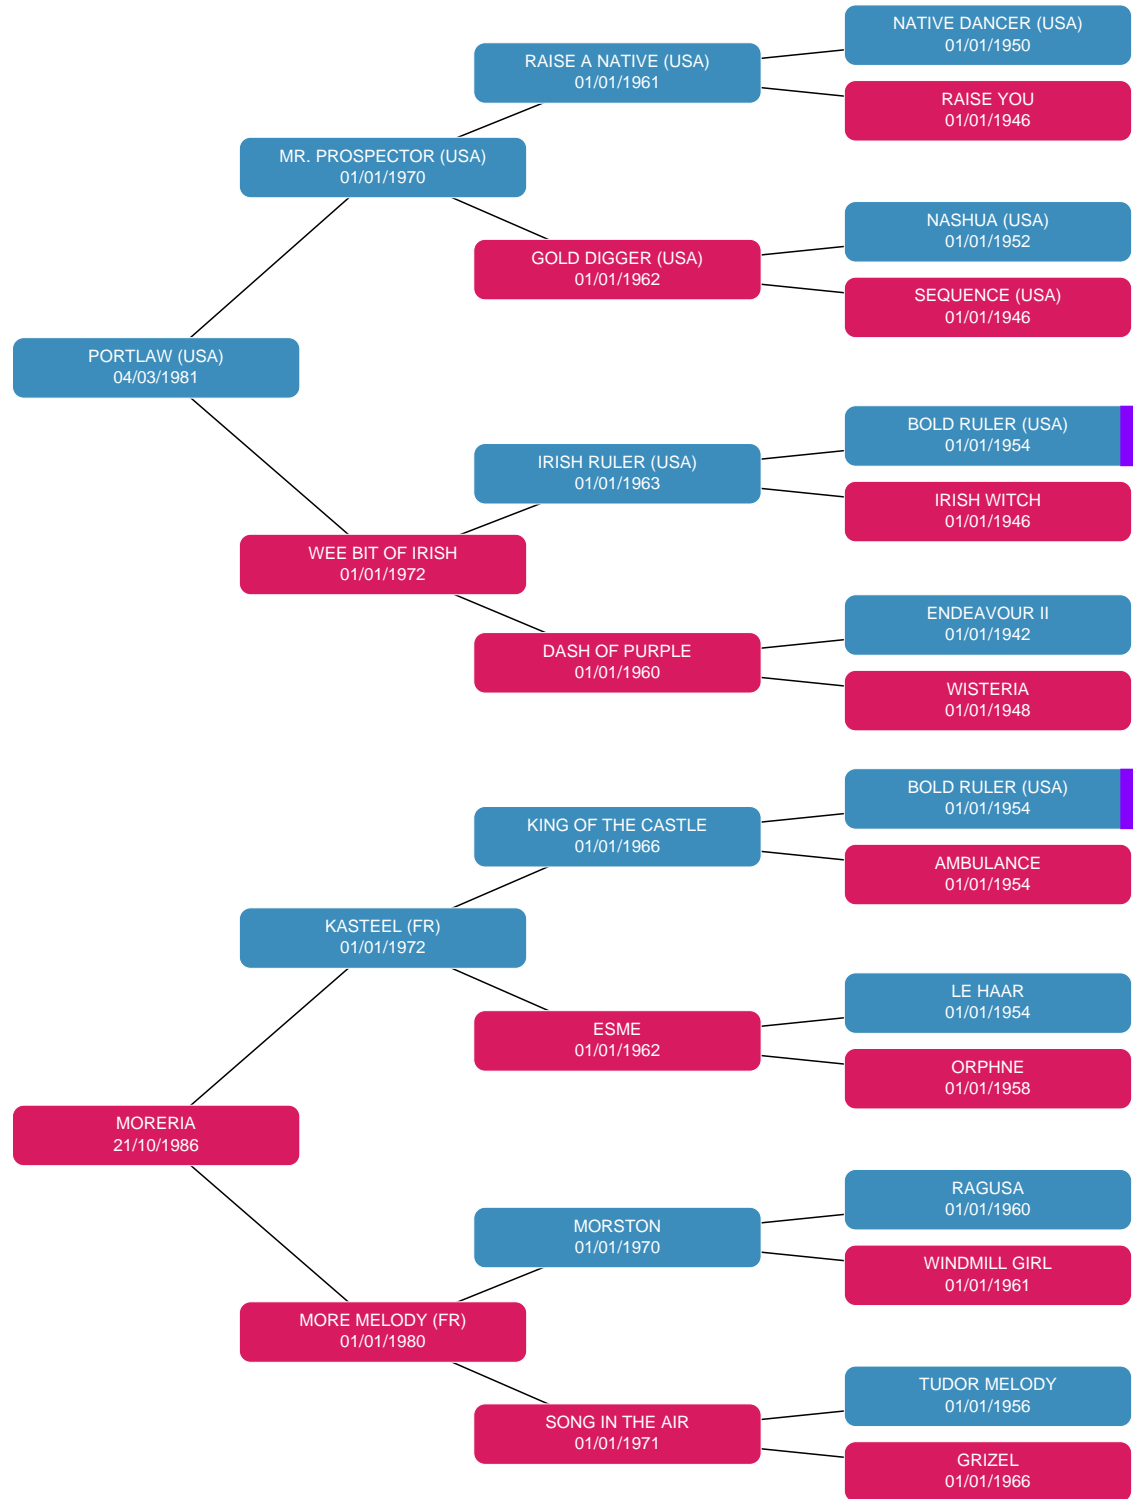 NATIVE DANCER (USA)
01/01/1950
RAISE A NATIVE (USA)
01/01/1961
RAISE YOU
01/01/1946
MR. PROSPECTOR (USA)
01/01/1970
NASHUA (USA)
01/01/1952
GOLD DIGGER (USA)
01/01/1962
SEQUENCE (USA)
01/01/1946
PORTLAW (USA)
04/03/1981
BOLD RULER (USA)
01/01/1954
IRISH RULER (USA)
01/01/1963
IRISH WITCH
01/01/1946
WEE BIT OF IRISH
01/01/1972
ENDEAVOUR II
01/01/1942
DASH OF PURPLE
01/01/1960
WISTERIA
01/01/1948
BOLD RULER (USA)
01/01/1954
KING OF THE CASTLE
01/01/1966
AMBULANCE
01/01/1954
KASTEEL (FR)
01/01/1972
LE HAAR
01/01/1954
ESME
01/01/1962
ORPHNE
01/01/1958
MORERIA
21/10/1986
RAGUSA
01/01/1960
MORSTON
01/01/1970
WINDMILL GIRL
01/01/1961
MORE MELODY (FR)
01/01/1980
TUDOR MELODY
01/01/1956
SONG IN THE AIR
01/01/1971
GRIZEL
01/01/1966